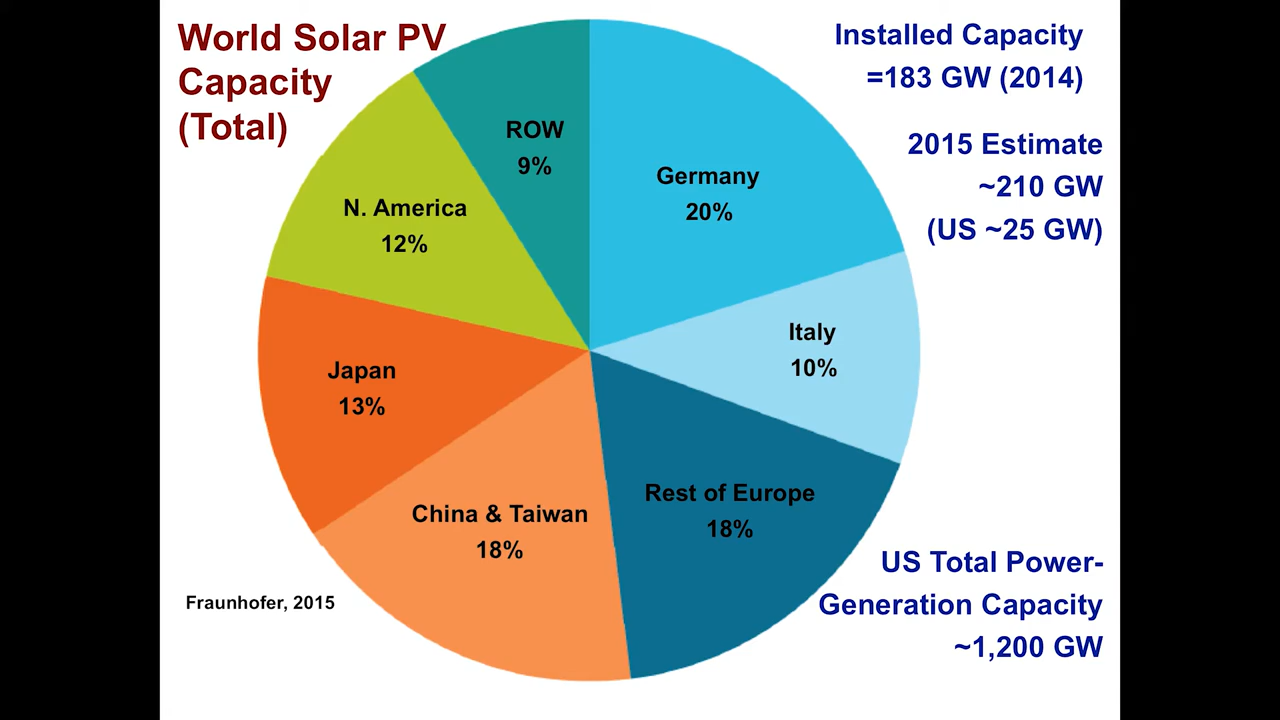 World Solar PV
Capacity
(Total)
Installed Capacity
=183 GW (2014)
2015 Estimate
~210 GW
(US ~25 GW)
ROW
9%
Germany
20%
N. America
12%
Italy
10%
Japan
13%
Rest of Europe
18%
China & Taiwan
18%
US Total Power-
Generation Capacity
~1,200 GW
Fraunhofer, 2015